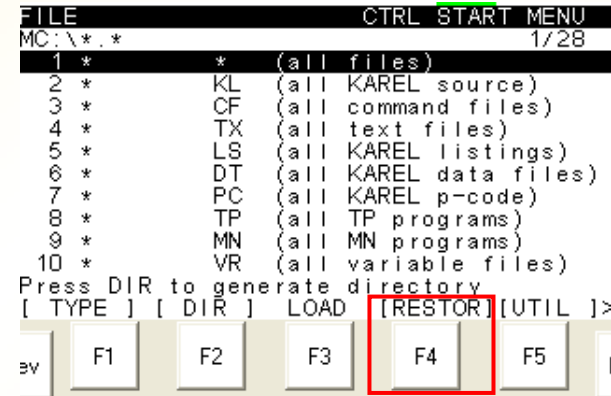 FILE CTRL START MENU
MC:\*.* 1/28
1 * * (all files)
2 * KL (all KAREL source)
3 * CF (all command files)
4 * TX (all text files)
5 * LS (all KAREL listings)
6 * DT (all KAREL data files)
7 * PC (all KAREL p-code)
8 * TP (all TP programs)
9 * MN (all MN programs)
10 * VR (all variable files)
Press DIR to generate directory
[ TYPE ] [ DIR ] LOAD [RESTOR][UTIL ]>
ev F1 F2 F3 F4 F5